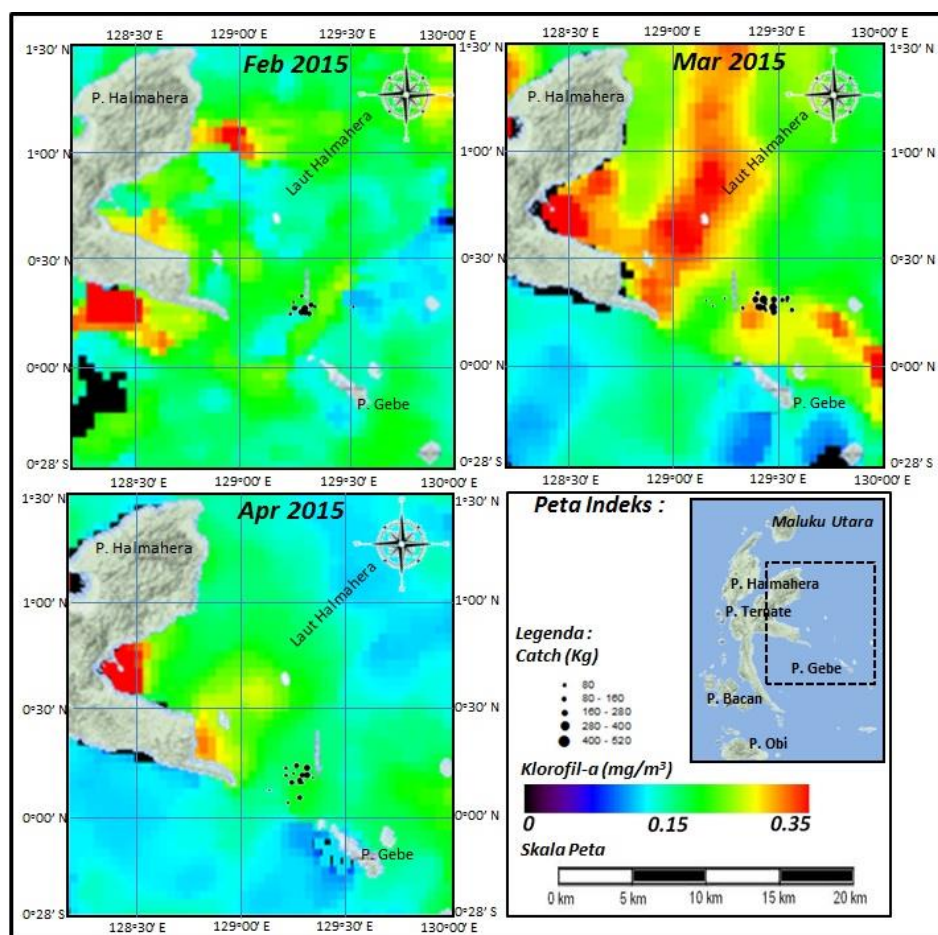 128°30' 129°00' 129°30' 130°00' N
1°30' N
Feb 2015
P. Halmahera
Laut Halmahera
1°00' N
0°30' N
0°00' N
P. Gebe
0°28' S
128°30' 129°00' 129°30' 130°00' N
1°30' N
Mar 2015
P. Halmahera
Laut Halmahera
1°00' N
0°30' N
0°00' N
P. Gebe
0°28' S
128°30' 129°00' 129°30' 130°00' N
128°30' 129°00' 129°30' 130°00' N
1°30' N
Apr 2015
P. Halmahera
Laut Halmahera
1°00' N
0°30' N
0°00' N
P. Gebe
0°28' S
128°30' 129°00' 129°30' 130°00' N
Peta Indeks :
Maluku Utara
P. Halmahera
P. Ternate
P. Gebe
P. Bacan
P. Obi
Legenda :
Catch (Kg)
80
80 - 160
160 - 280
280 - 400
400 - 520
Klorofil-a (mg/m³)
0 0.15 0.35
Skala Peta
0 km 5 km 10 km 15 km 20 km